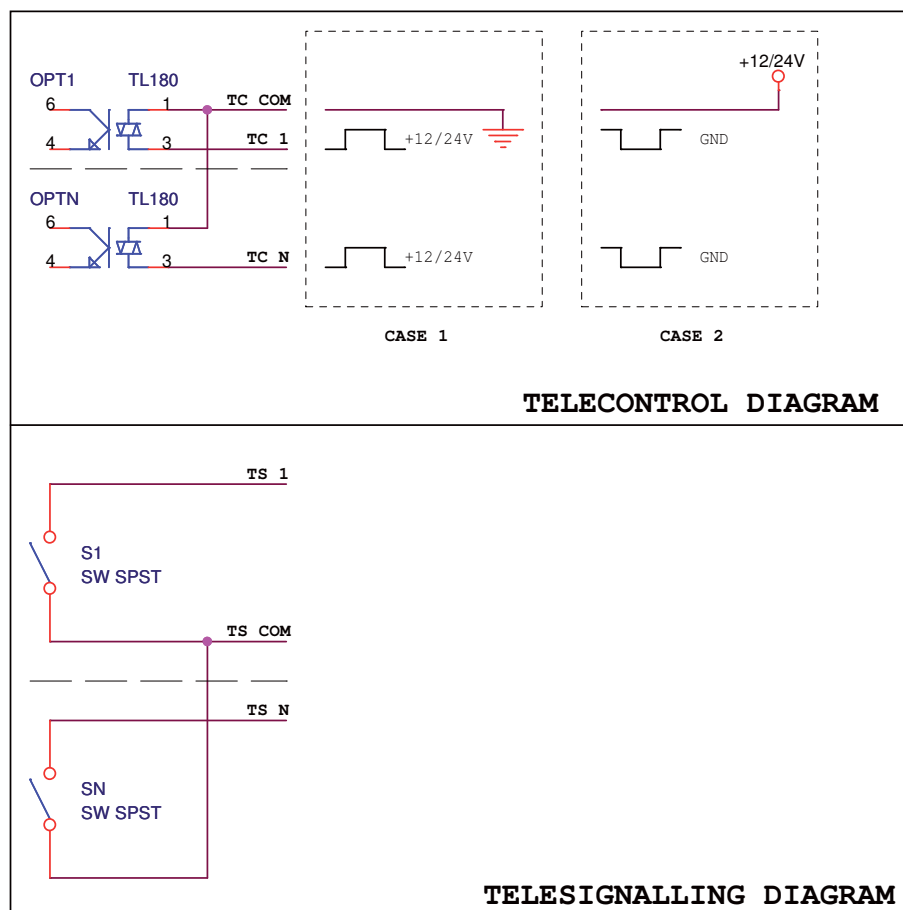 +12/24V
OPT1 TL180
6 1 TC COM
4 3 TC 1 +12/24V GND
OPTN TL180
6 1
4 3 TC N +12/24V GND
CASE 1 CASE 2
TELECONTROL DIAGRAM
TS 1
S1
SW SPST
TS COM
TS N
SN
SW SPST
TELESIGNALLING DIAGRAM